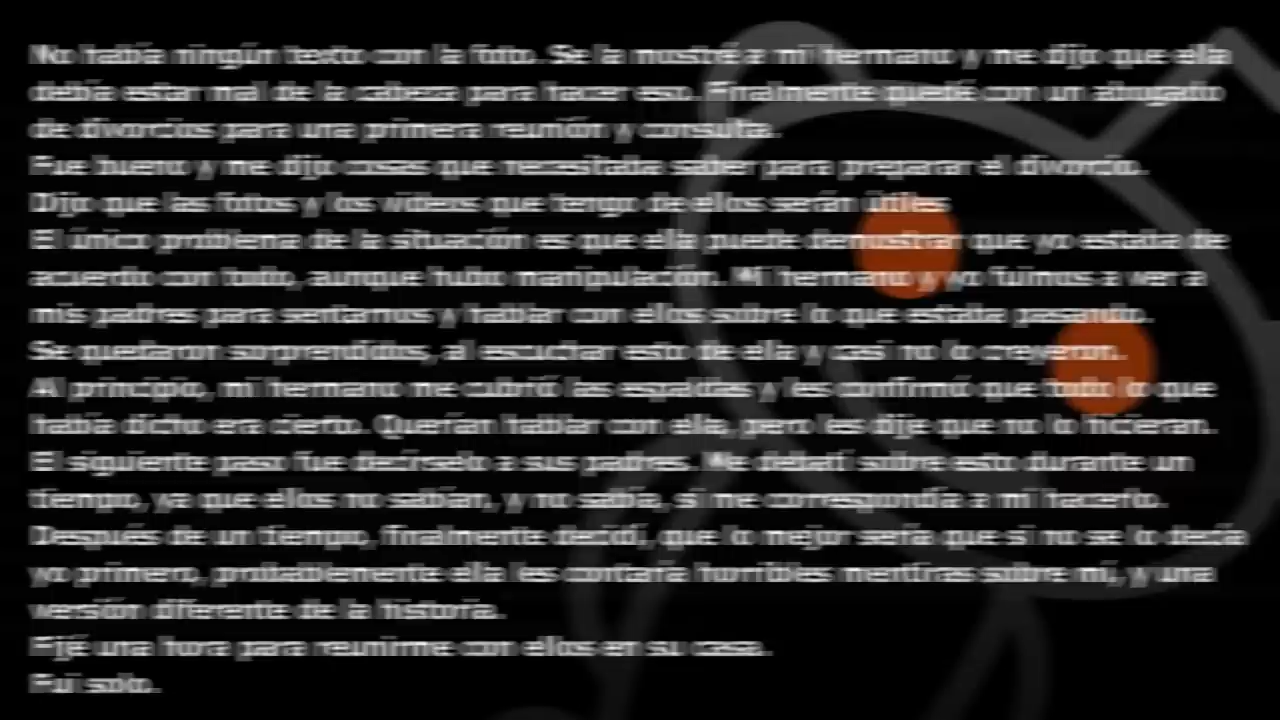 No había ningún texto con la foto. Se la mostré a mi hermano y me dijo que ella
debía estar mal de la cabeza para hacer eso. Finalmente quedé con un abogado
de divorcios para una primera reunión y consulta.
Fue bueno y me dijo cosas que necesitaba saber para preparar el divorcio.
Dijo que las fotos y los videos que tengo de ellos serán útiles
El único problema de la situación es que ella puede demostrar que yo estaba de
acuerdo con todo, aunque hubo manipulación. Mi hermano y yo fuimos a ver a
mis padres para sentarnos y hablar con ellos sobre lo que estaba pasando.
Se quedaron sorprendidos, al escuchar esto de ella y casi no lo creyeron.
Al principio, mi hermano me cubrió las espaldas y les confirmó que todo lo que
había dicho era cierto. Querían hablar con ella, pero les dije que no lo hicieran.
El siguiente paso fue decírselo a sus padres. Me debatí sobre esto durante un
tiempo, ya que ellos no sabían, y no sabía, si me correspondía a mí hacerlo.
Después de un tiempo, finalmente decidí, que lo mejor sería que si no se lo decía
yo primero, probablemente ella les contaría horribles mentiras sobre mí, y una
versión diferente de la historia.
Fijé una hora para reunirme con ellos en su casa.
Fui solo.